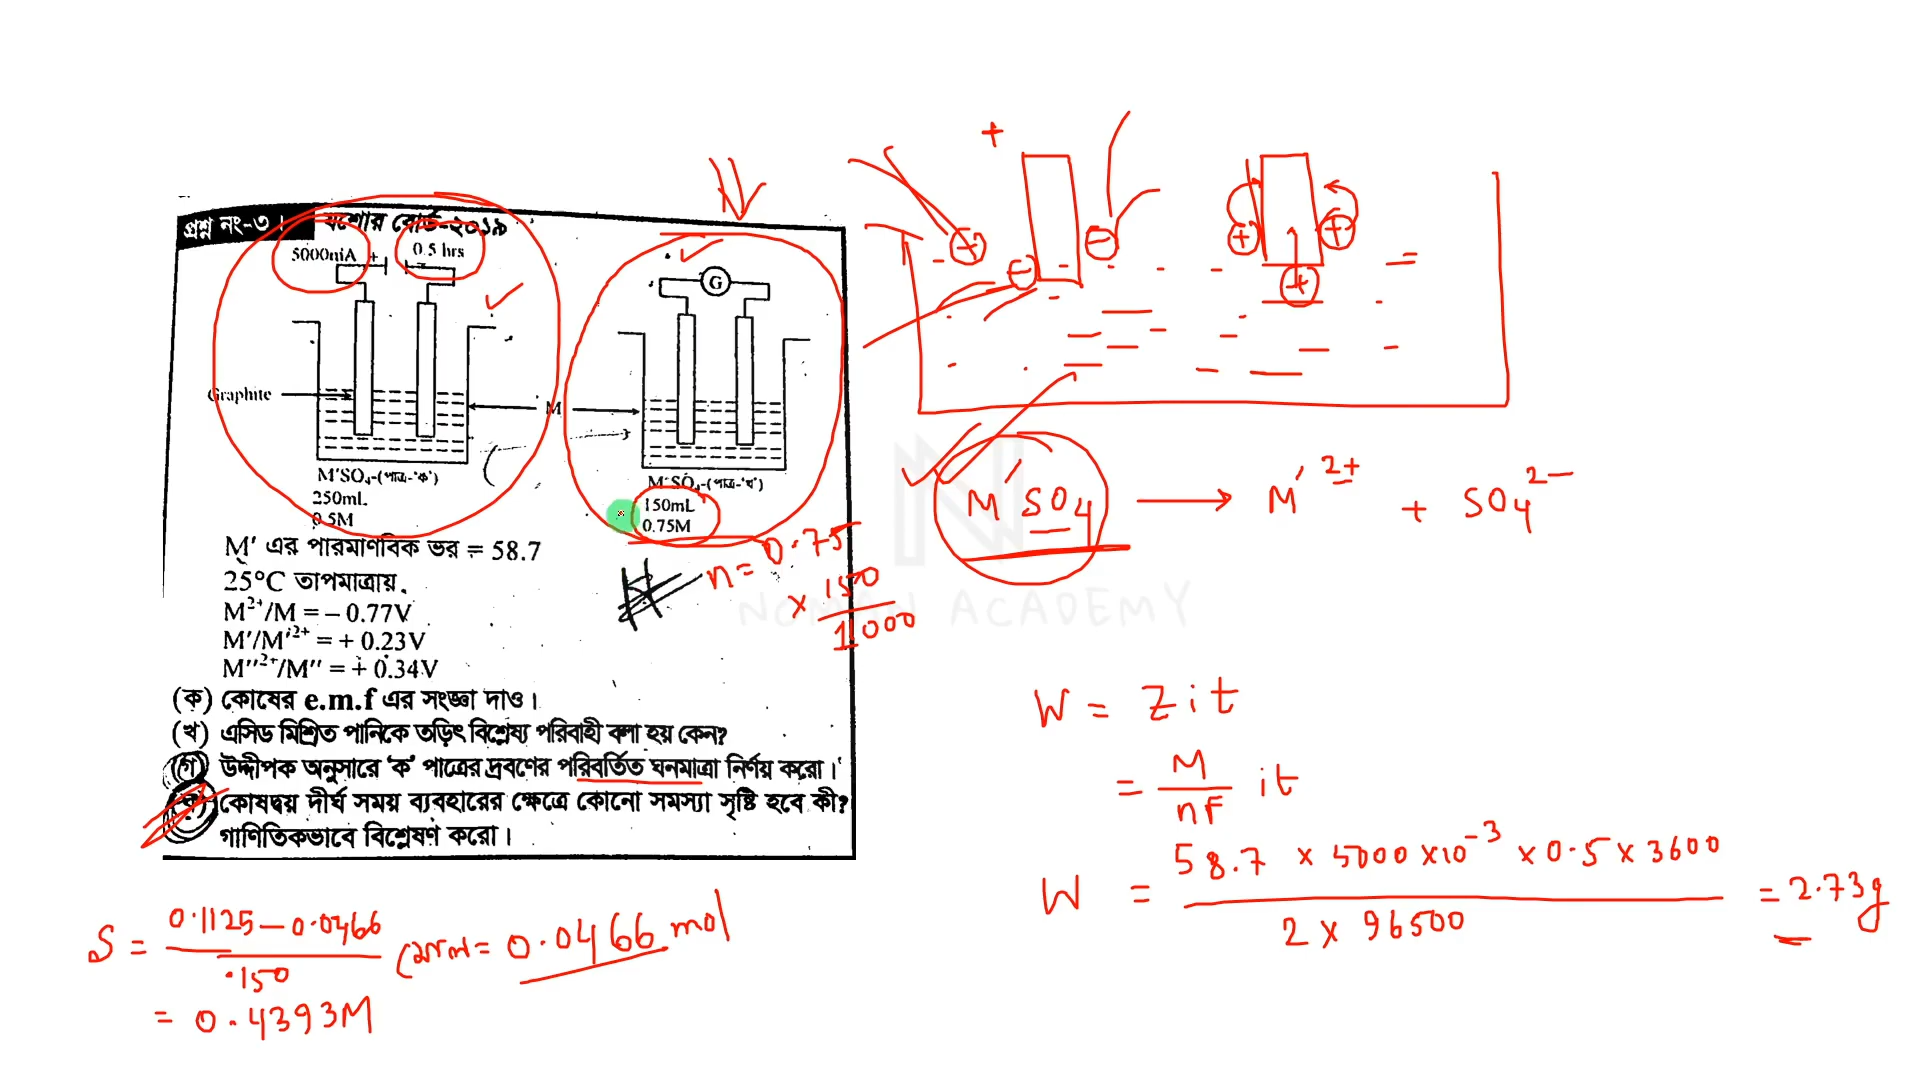 প্রশ্ন নং-৩। যশোর বোর্ড-২০১৯
5000mA + 0.5 hrs
G
Graphite
M
M'SO₄-(পাত্র-'ক')
250mL
0.5M
M''SO₄-(পাত্র-'খ')
150mL
0.75M
M' এর পারমাণবিক ভর = 58.7
25°C তাপমাত্রায়.
M²⁺/M = – 0.77V
M'/M'²⁺ = + 0.23V
M''²⁺/M'' = + 0.34V
(ক) কোষের e.m.f এর সংজ্ঞা দাও।
(খ) এসিড মিশ্রিত পানিকে তড়িৎ বিশ্লেষ্য পরিবাহী বলা হয় কেন?
(গ) উদ্দীপক অনুসারে 'ক' পাত্রের দ্রবণের পরিবর্তিত ঘনমাত্রা নির্ণয় করো।
(ঘ) কোষদ্বয় দীর্ঘ সময় ব্যবহারের ক্ষেত্রে কোনো সমস্যা সৃষ্টি হবে কী?
গাণিতিকভাবে বিশ্লেষণ করো।
n = 0.75
× 150/1000
S = (0.1125 – 0.0466)/.150
= 0.4393M
মোল = 0.0466 mol
+
+ – – + + +
M'SO₄ → M'²⁺ + SO₄²⁻
NOMAN ACADEMY
W = Zit
= M/nF it
W = (58.7 × 5000 × 10⁻³ × 0.5 × 3600)/(2 × 96500) = 2.73g